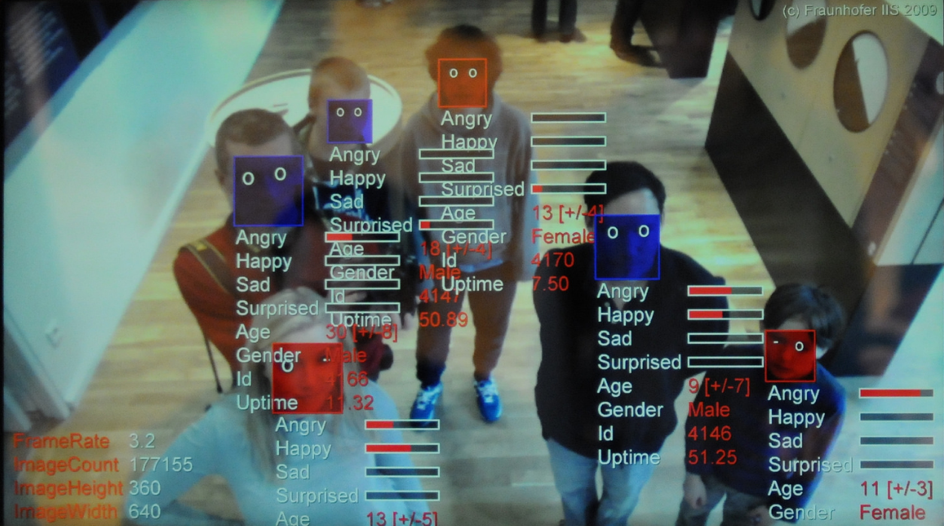 (c) Fraunhofer IIS 2009
Angry
Happy
Sad
Surprised
Age 13 [+/-4]
Gender Female
Id 4170
Uptime 7.50
Angry
Happy
Sad
Surprised
Age 18 [+/-4]
Gender Male
Id 4147
Uptime 50.89
Angry
Happy
Sad
Surprised
Age 30 [+/-8]
Gender Male
Id 4166
Uptime
Angry
Happy
Sad
Surprised
Age 9 [+/-7]
Gender Male
Id 4146
Uptime 51.25
Angry
Happy
Sad
Surprised
Age 11 [+/-3]
Gender Female
Angry
Happy
Sad
Surprised
Age 13 [+/-5]
FrameRate 3.2
ImageCount 177155
ImageHeight 360
ImageWidth 640